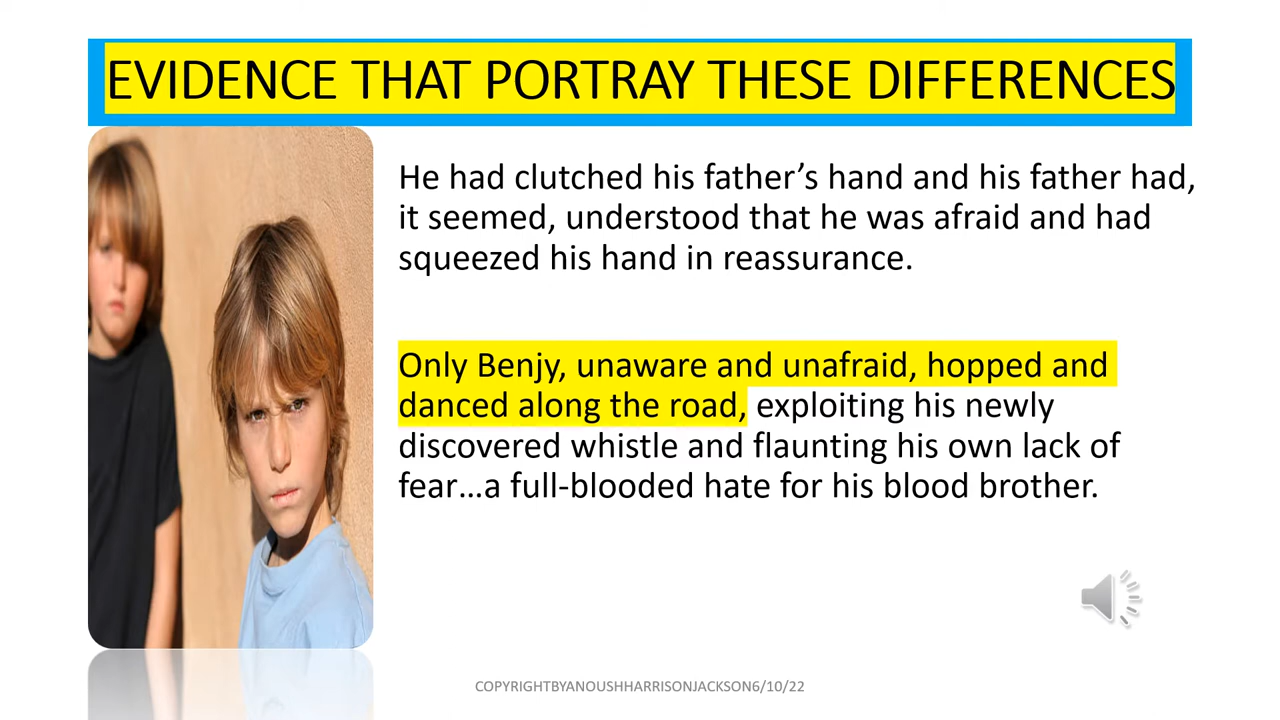 EVIDENCE THAT PORTRAY THESE DIFFERENCES
He had clutched his father’s hand and his father had,
it seemed, understood that he was afraid and had
squeezed his hand in reassurance.
Only Benjy, unaware and unafraid, hopped and
danced along the road, exploiting his newly
discovered whistle and flaunting his own lack of
fear…a full-blooded hate for his blood brother.
COPYRIGHTBYANOUSHHARRISONJACKSON6/10/22